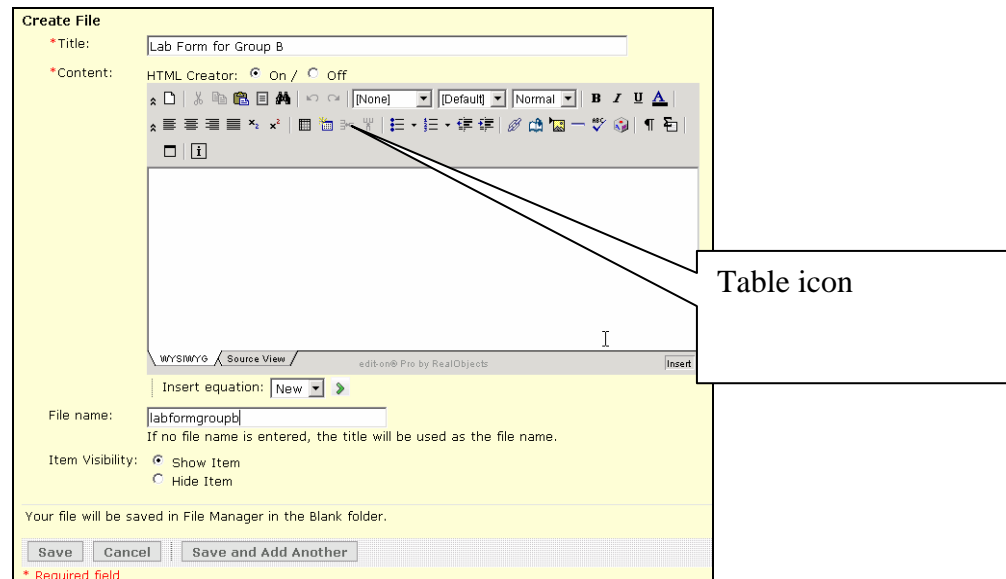 Create File
*Title: Lab Form for Group B
*Content: HTML Creator: On / Off
[None] [Default] Normal B I U A
x₂ x² ABC ¶
i
Table icon
WYSIWYG Source View edit-on® Pro by RealObjects Insert
Insert equation: New
File name: labformgroupb
If no file name is entered, the title will be used as the file name.
Item Visibility: Show Item
Hide Item
Your file will be saved in File Manager in the Blank folder.
Save Cancel Save and Add Another
* Required field